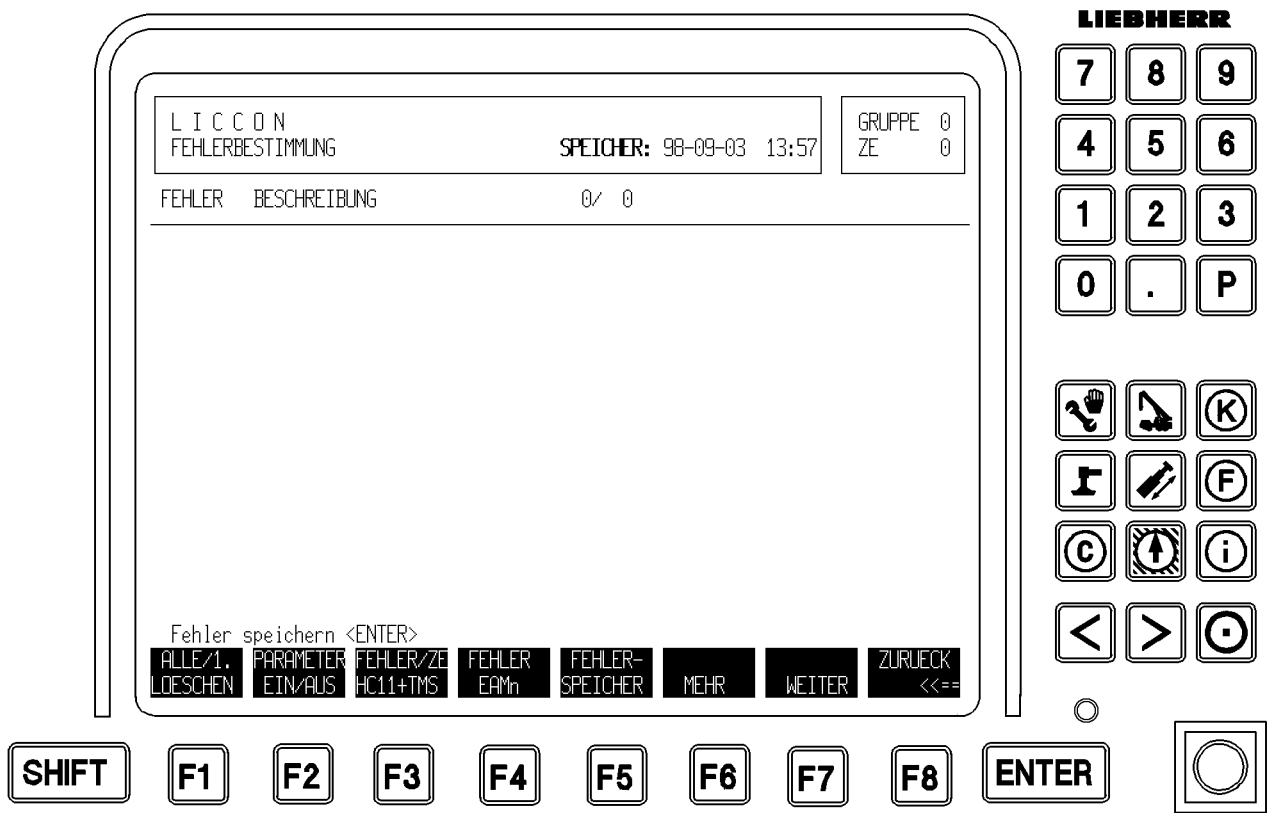 LIEBHERR
L I C C O N
FEHLERBESTIMMUNG SPEICHER: 98-09-03 13:57
GRUPPE 0
ZE 0
FEHLER BESCHREIBUNG 0/ 0
Fehler speichern <ENTER>
ALLE/1. PARAMETER FEHLER/ZE FEHLER FEHLER- ZURUECK
LOESCHEN EIN/AUS HC11+TMS EAMn SPEICHER MEHR WEITER <<==
7 8 9
4 5 6
1 2 3
0 . P
K
F
C i
< >
SHIFT F1 F2 F3 F4 F5 F6 F7 F8 ENTER